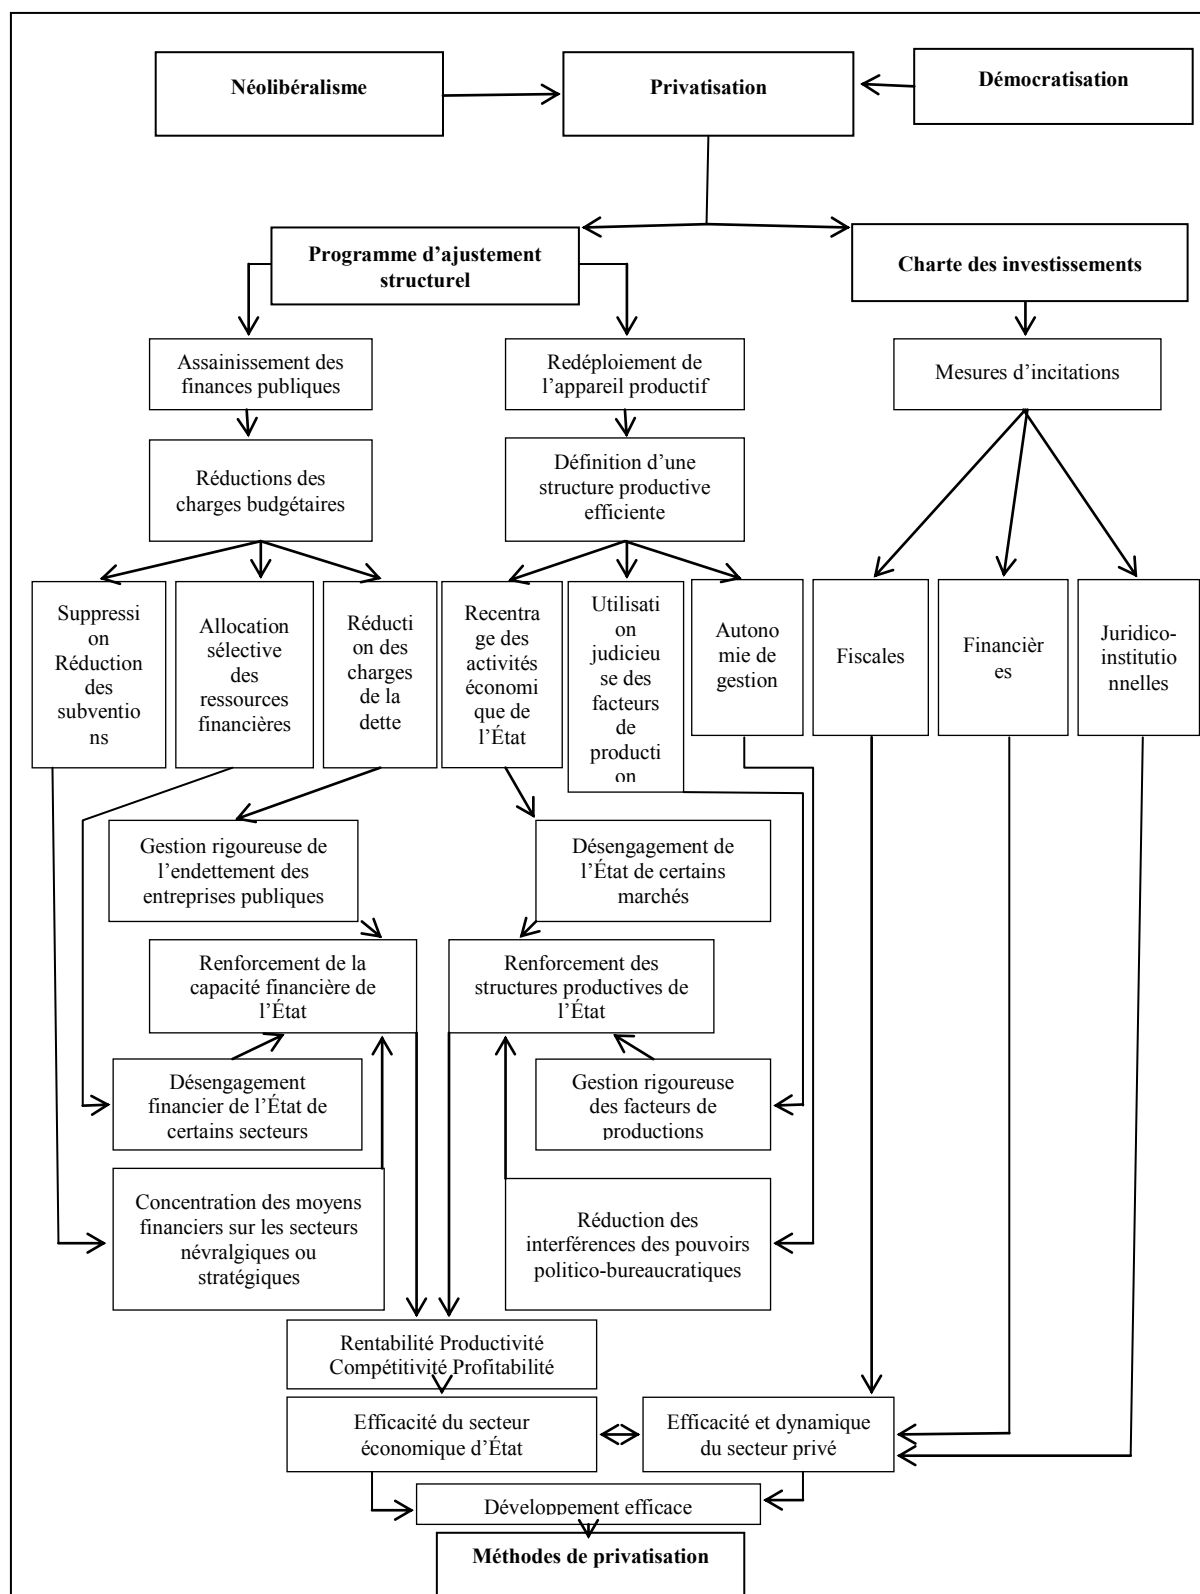 Néolibéralisme
Privatisation
Démocratisation
Programme d’ajustement
structurel
Charte des investissements
Assainissement des
finances publiques
Redéploiement de
l’appareil productif
Mesures d’incitations
Réductions des
charges budgétaires
Définition d’une
structure productive
efficiente
Suppressi
on
Réduction
des
subventio
ns
Allocation
sélective
des
ressources
financières
Réducti
on des
charges
de la
dette
Recentra
ge des
activités
économi
que de
l’État
Utilisati
on
judicieu
se des
facteurs
de
producti
on
Autono
mie de
gestion
Fiscales
Financièr
es
Juridico-
institutio
nnelles
Gestion rigoureuse de
l’endettement des
entreprises publiques
Désengagement de
l’État de certains
marchés
Renforcement de la
capacité financière de
l’État
Renforcement des
structures productives de
l’État
Désengagement
financier de l’État de
certains secteurs
Gestion rigoureuse
des facteurs de
productions
Concentration des moyens
financiers sur les secteurs
névralgiques ou
stratégiques
Réduction des
interférences des pouvoirs
politico-bureaucratiques
Rentabilité Productivité
Compétitivité Profitabilité
Efficacité du secteur
économique d’État
Efficacité et dynamique
du secteur privé
Développement efficace
Méthodes de privatisation